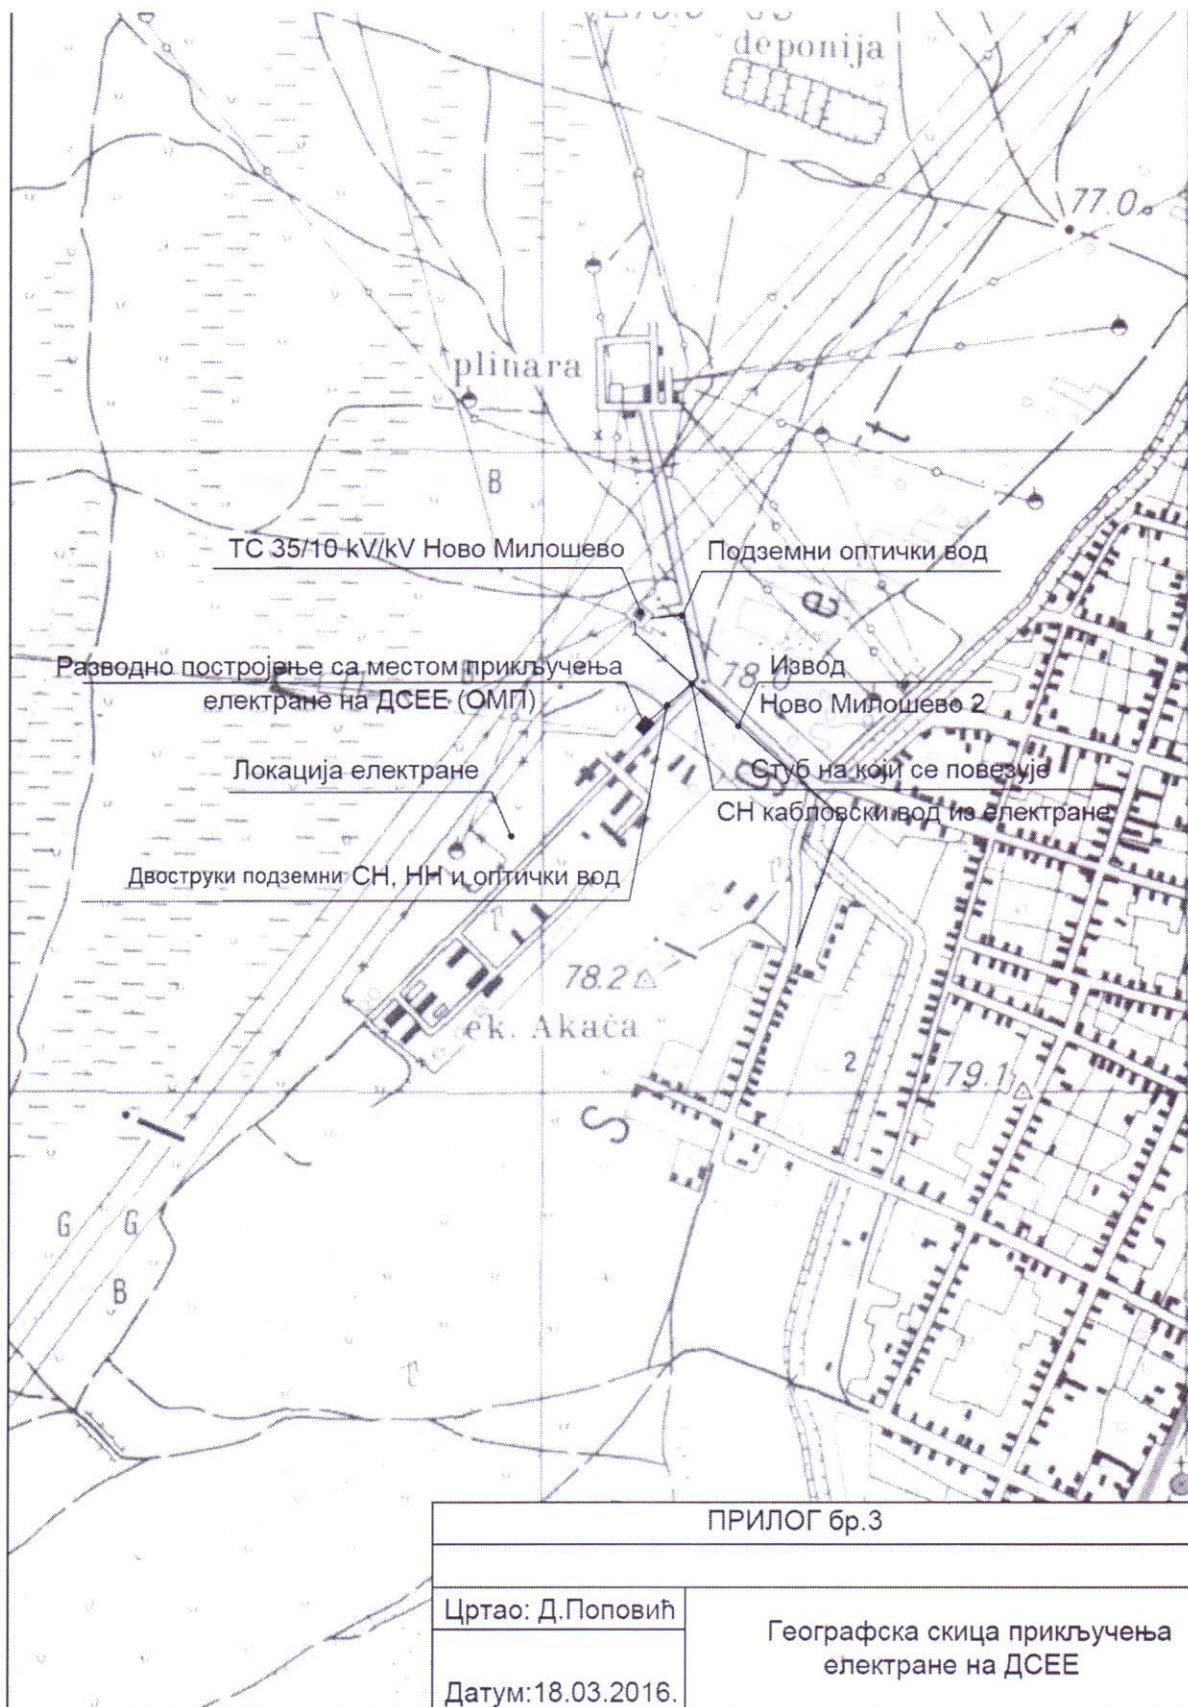 deponija
77.0
plinara
B
t
ТС 35/10 kV/kV Ново Милошево
Подземни оптички вод
e
Разводно постројење са местом прикључења
електране на ДСЕЕ (ОМП)
78.0
Извод
Ново Милошево 2
Локација електране
Стуб на који се повезује
СН кабловски вод из електране
Двоструки подземни СН, НН и оптички вод
78.2
i
ek. Akača
2
79.1
S
G
G
B
ПРИЛОГ бр.3
Цртао: Д.Поповић
Географска скица прикључења
електране на ДСЕЕ
Датум:18.03.2016.